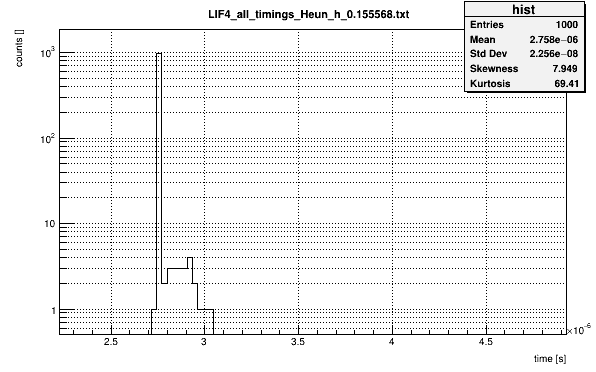 LIF4_all_timings_Heun_h_0.155568.txt
hist
Entries 1000
Mean 2.758e−06
Std Dev 2.256e−08
Skewness 7.949
Kurtosis 69.41
counts []
10³
10²
10
1
2.5 3 3.5 4 4.5
×10⁻⁶
time [s]